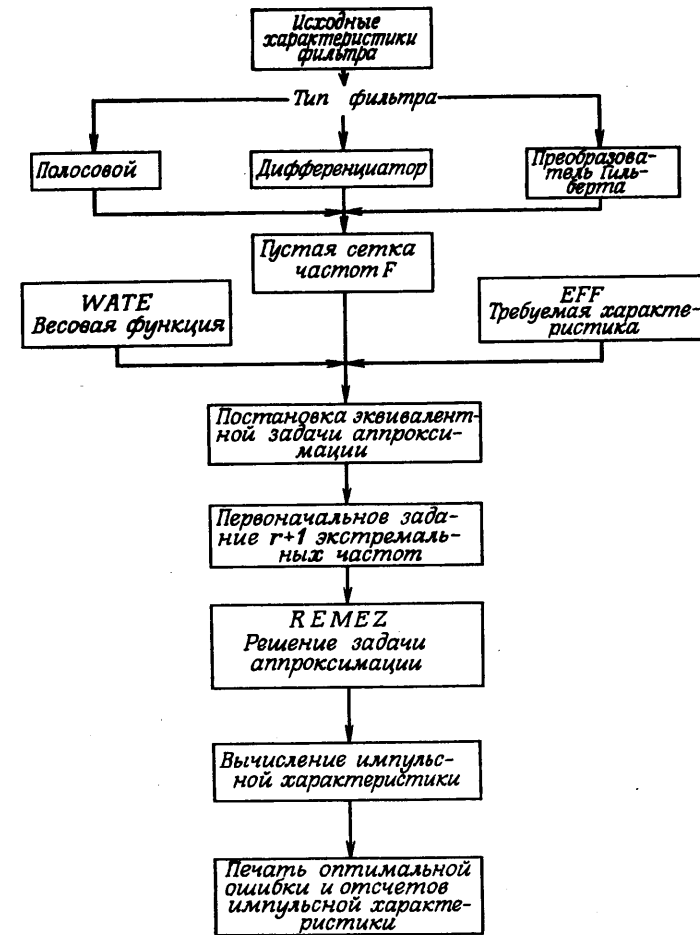 Исходные
характеристики
фильтра
Тип фильтра
Полосовой
Дифференциатор
Преобразова-
тель Гиль-
берта
Густая сетка
частот F
WATE
Весовая функция
EFF
Требуемая характе-
ристика
Постановка эквивалент-
ной задачи аппрокси-
мации
Первоначальное зада-
ние r+1 экстремаль-
ных частот
REMEZ
Решение задачи
аппроксимации
Вычисление импульс-
ной характеристики
Печать оптимальной
ошибки и отсчетов
импульсной характе-
ристики